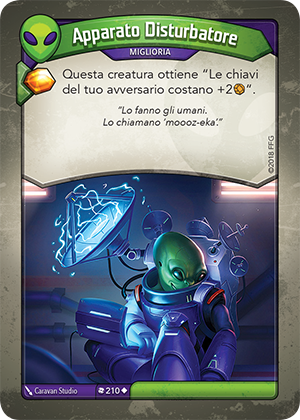 Apparato Disturbatore
MIGLIORIA
Questa creatura ottiene “Le chiavi
del tuo avversario costano +2“.
“Lo fanno gli umani.
Lo chiamano ‘moooz-eka’.”
©2018 FFG
Caravan Studio
210